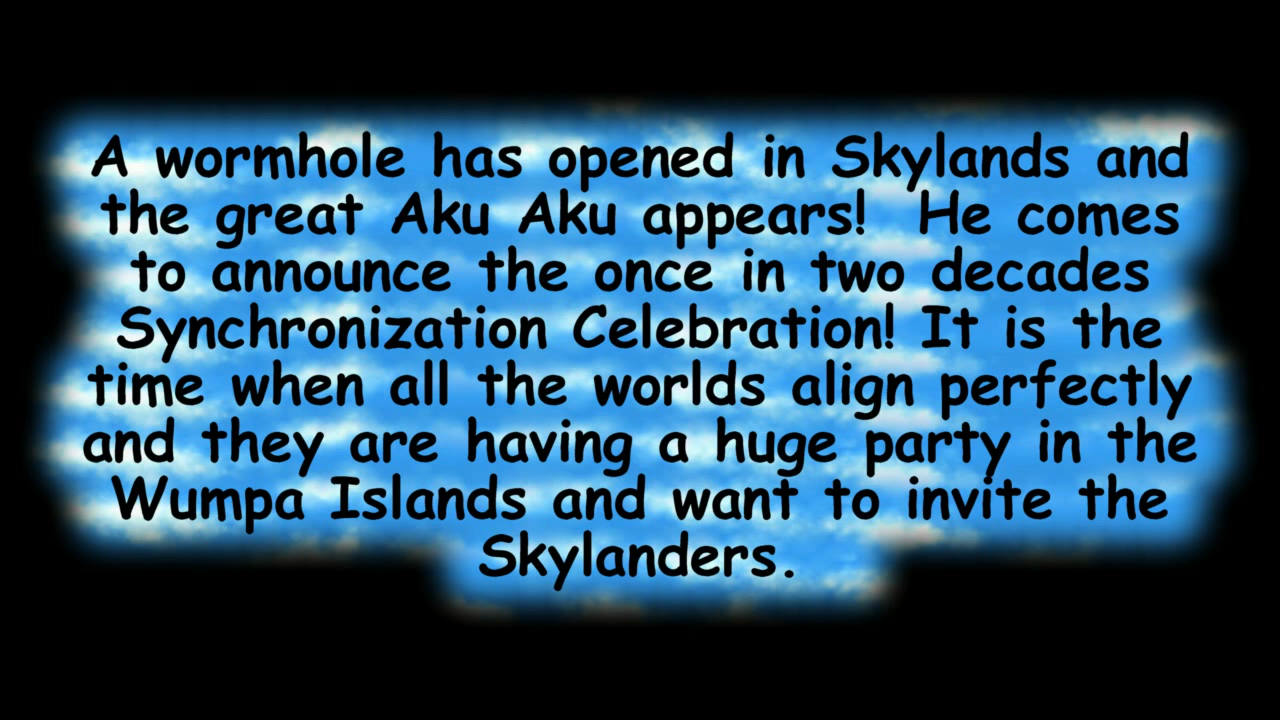 A wormhole has opened in Skylands and
the great Aku Aku appears!  He comes
to announce the once in two decades
Synchronization Celebration! It is the
time when all the worlds align perfectly
and they are having a huge party in the
Wumpa Islands and want to invite the
Skylanders.